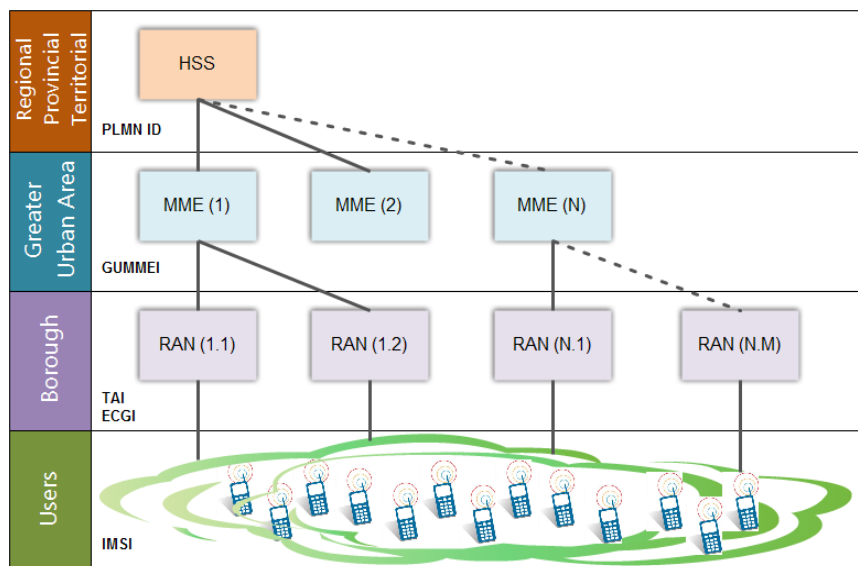 Regional
Provincial
Territorial
HSS
PLMN ID
Greater
Urban Area
MME (1)
MME (2)
MME (N)
GUMMEI
Borough
RAN (1.1)
RAN (1.2)
RAN (N.1)
RAN (N.M)
TAI
ECGI
Users
IMSI